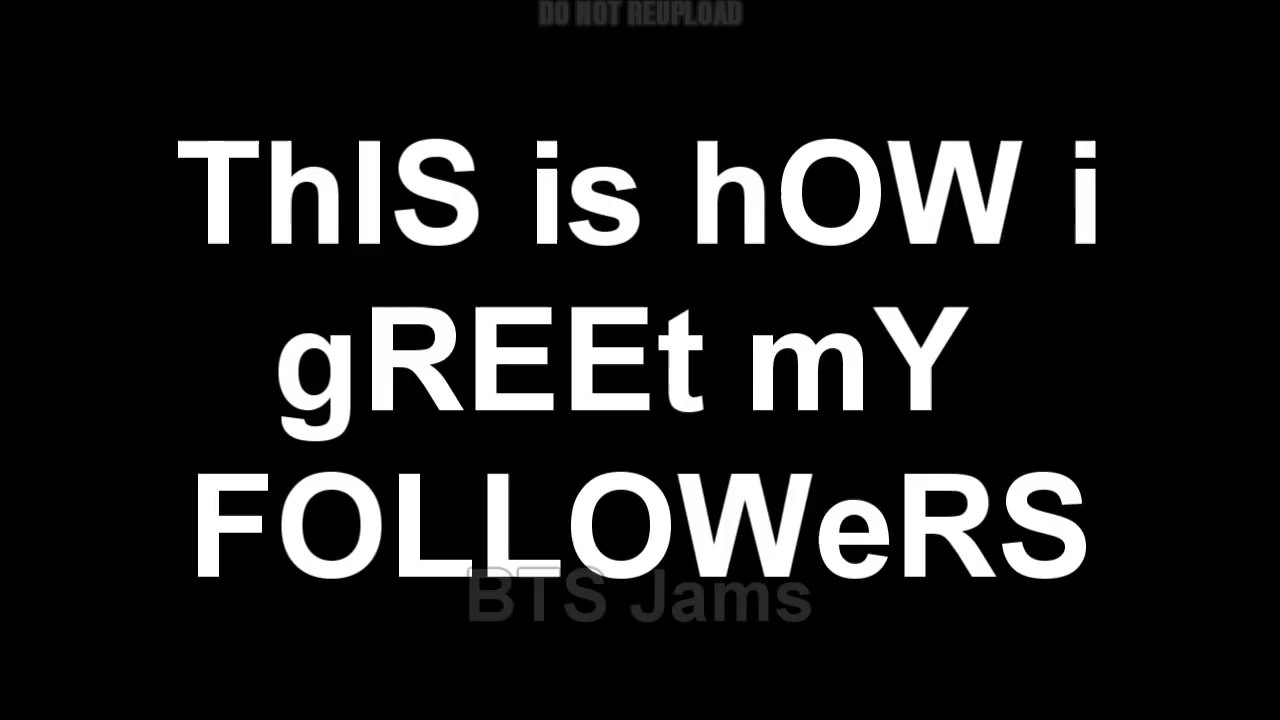 DO NOT REUPLOAD
ThIS is hOW i
gREEt mY
FOLLOWeRS
BTS Jams